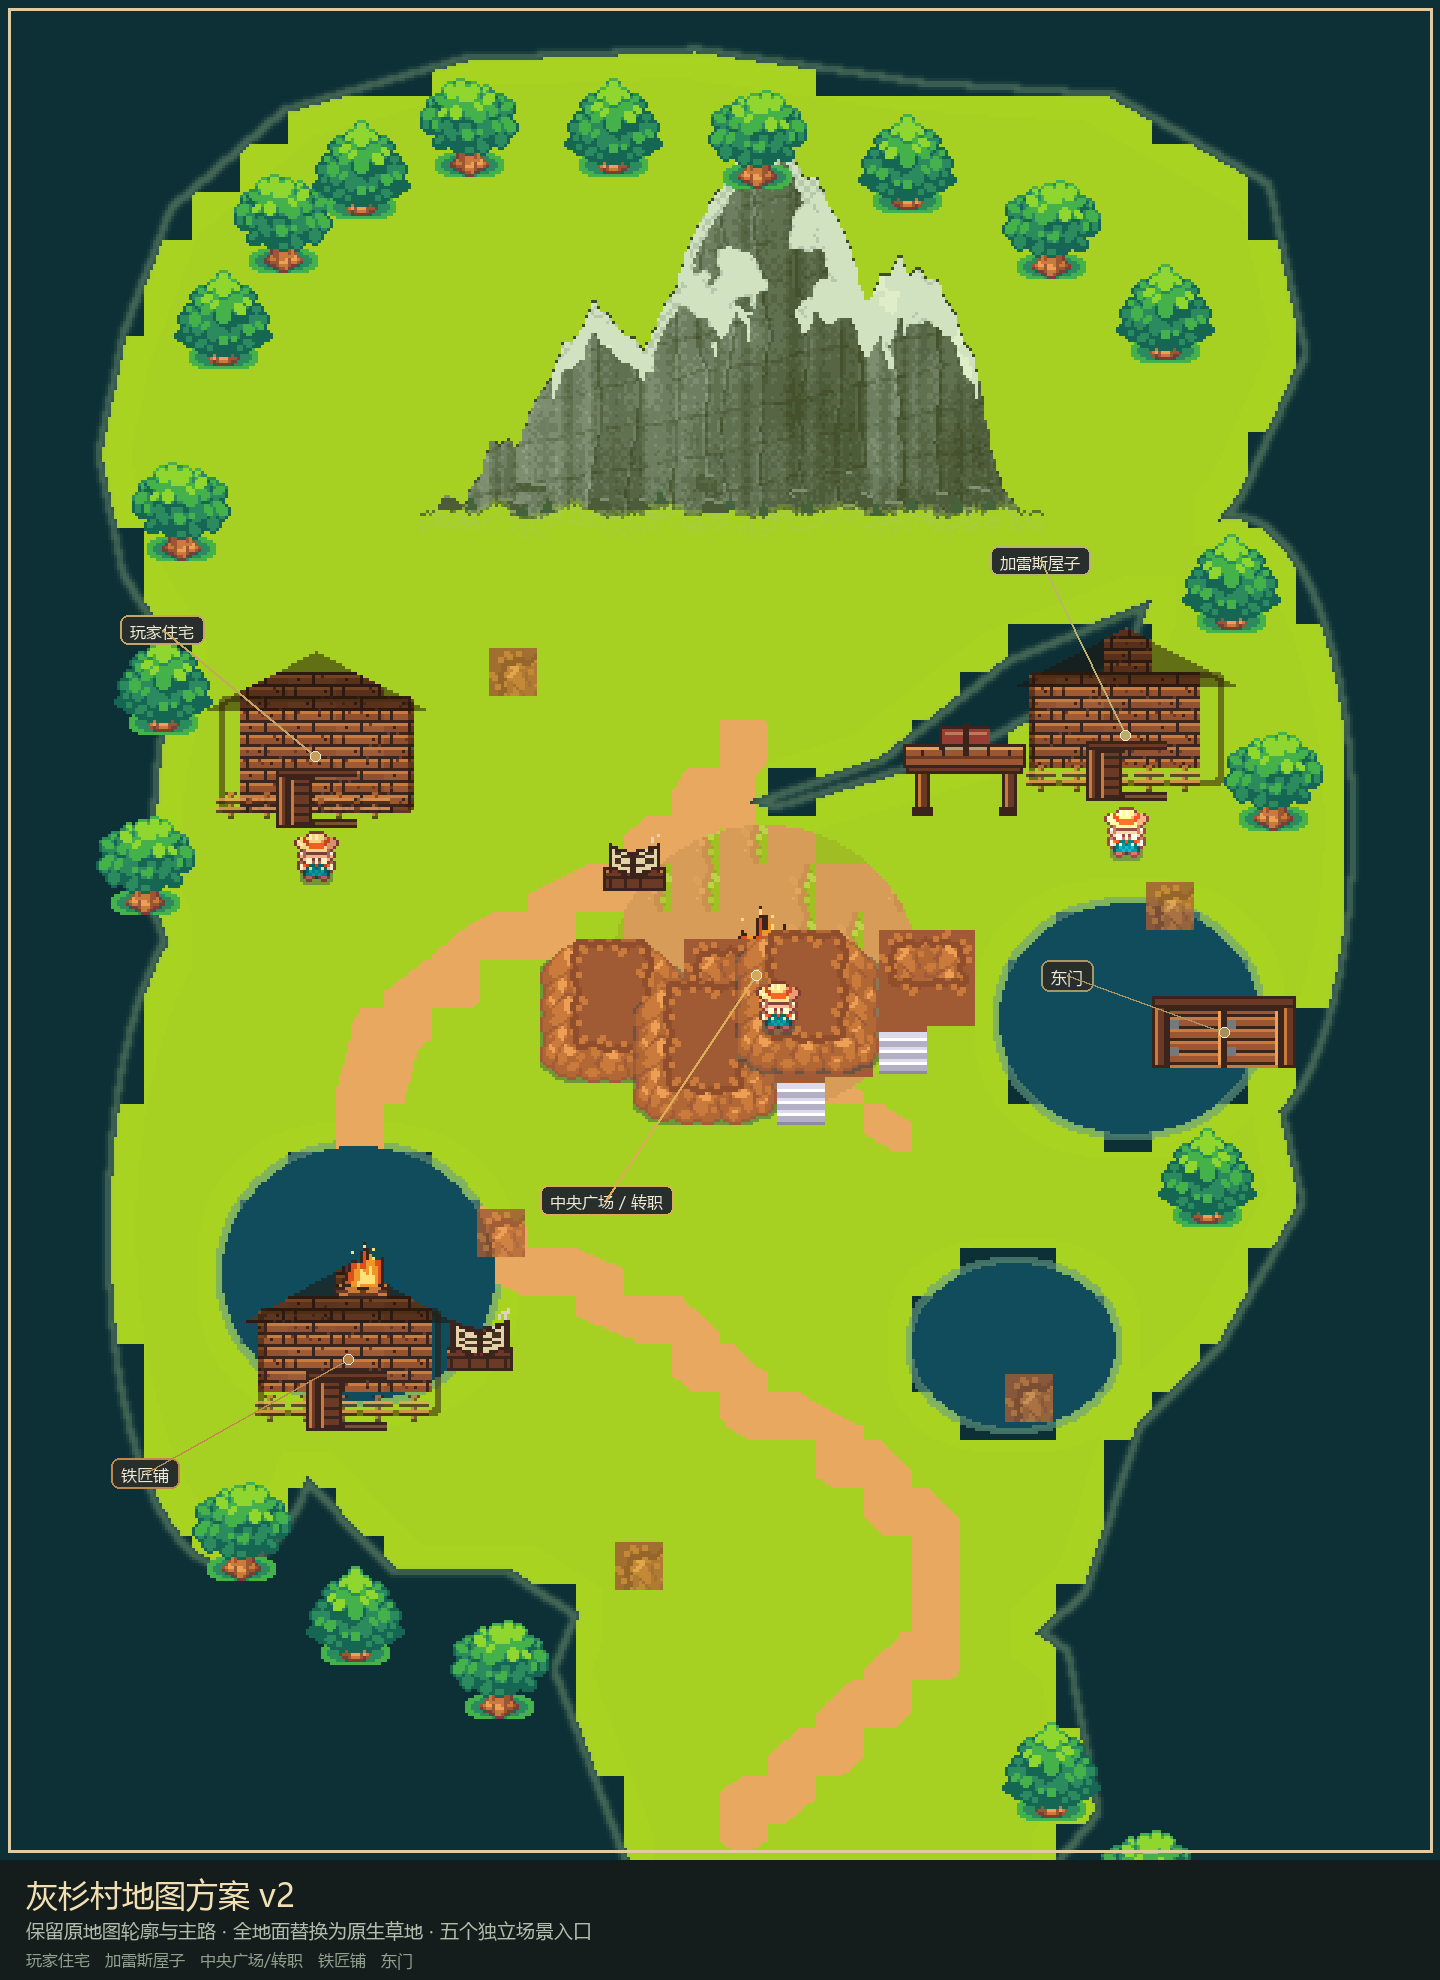 加雷斯屋子
玩家住宅
东门
中央广场 / 转职
铁匠铺
灰杉村地图方案 v2
保留原地图轮廓与主路 · 全地面替换为原生草地 · 五个独立场景入口
玩家住宅 加雷斯屋子 中央广场/转职 铁匠铺 东门